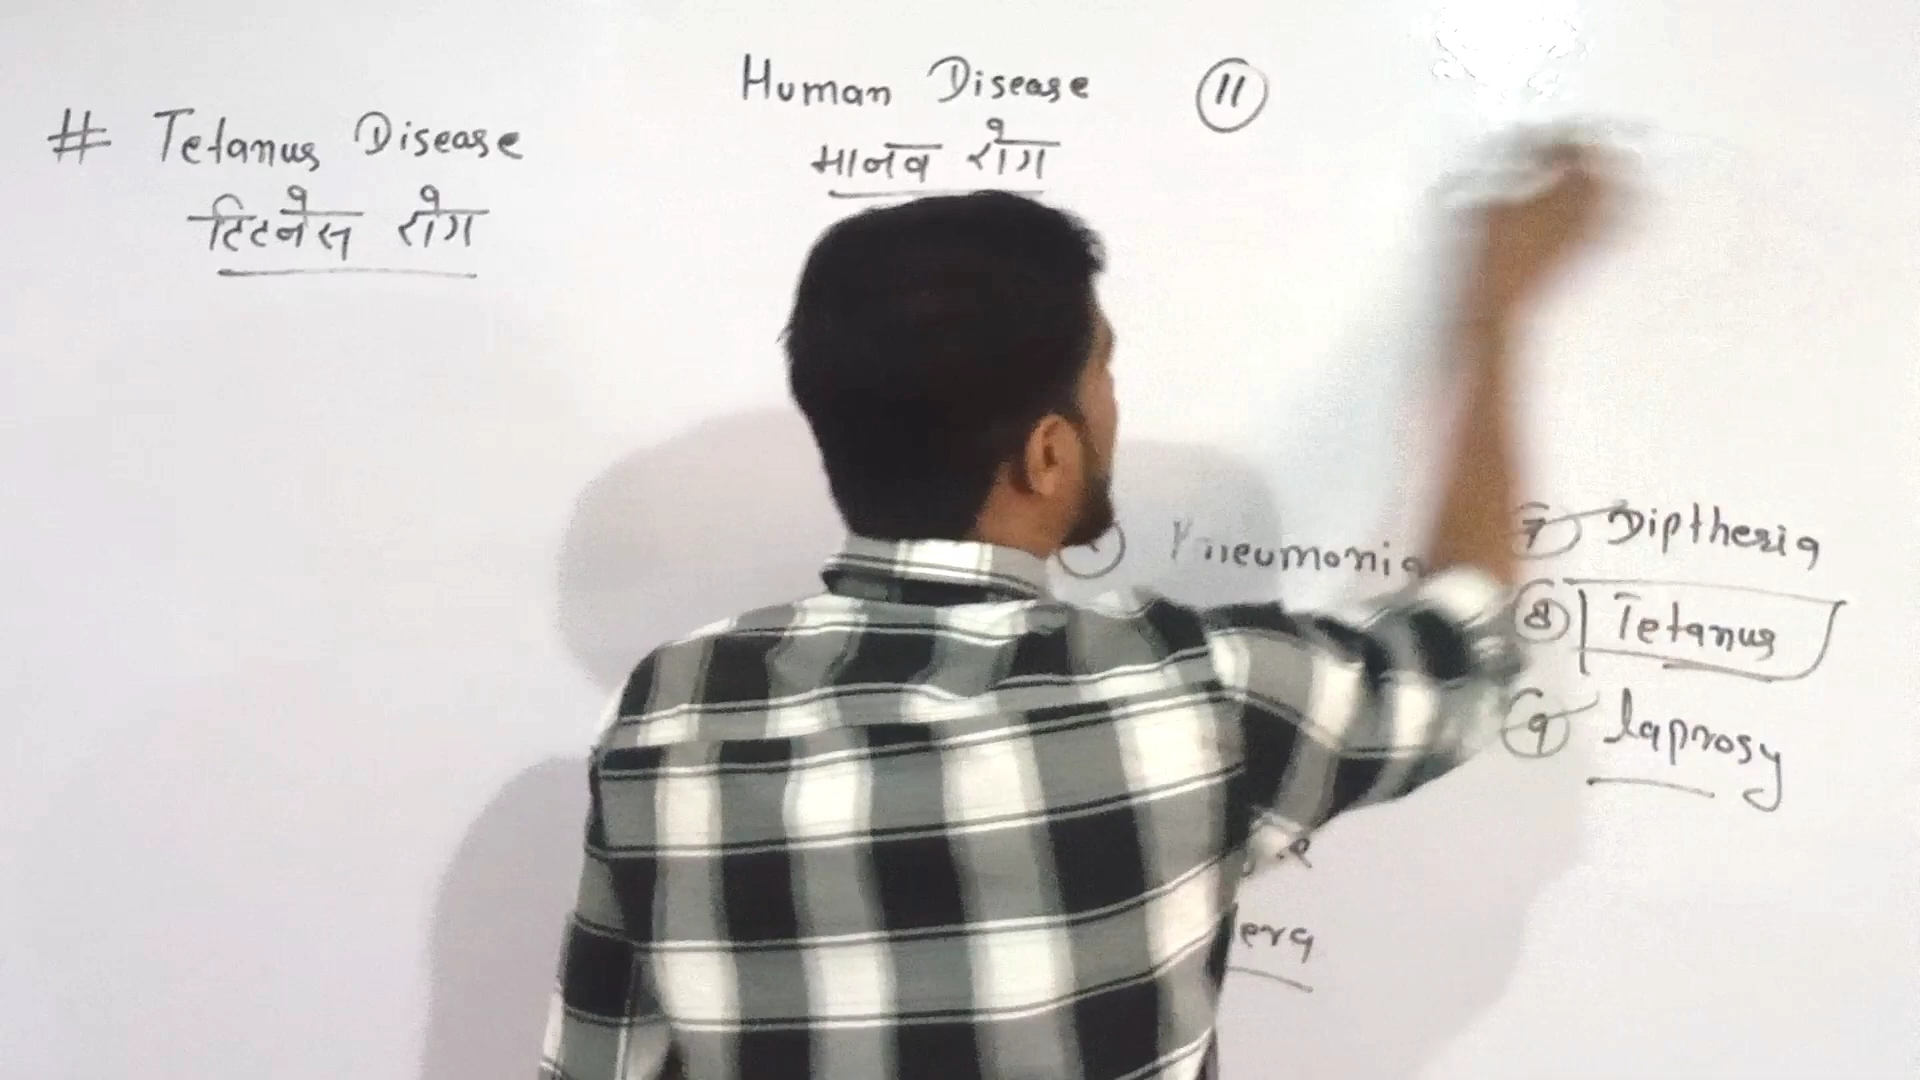 Human Disease 11
मानव रोग
# Tetanus Disease
टिटनेस रोग
Pneumonia
7 Diptheria
8 Tetanus
9 laprosy